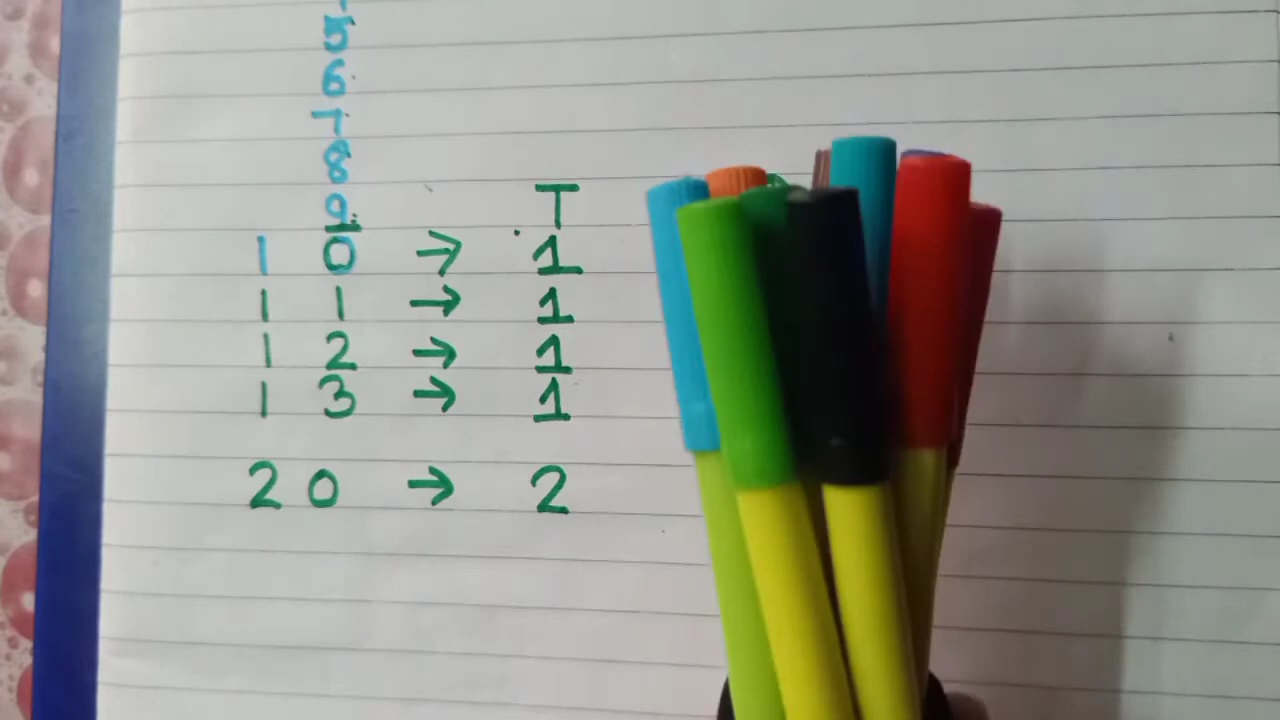 5
6
7
8
9 T
1 0 → 1
1 1 → 1
1 2 → 1
1 3 → 1
2 0 → 2